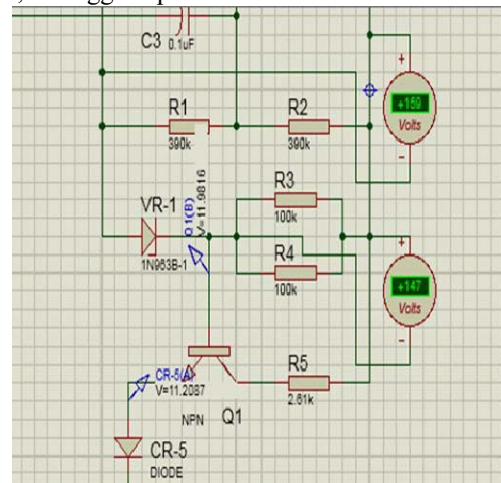 C3 0.1uF
+159
Volts
R1
390k
R2
390k
Q1(B)
V=11.9816
R3
100k
VR-1
1N963B-1
R4
100k
+147
Volts
CR-5(A)
V=11.2087
R5
2.61k
NPN
Q1
CR-5
DIODE